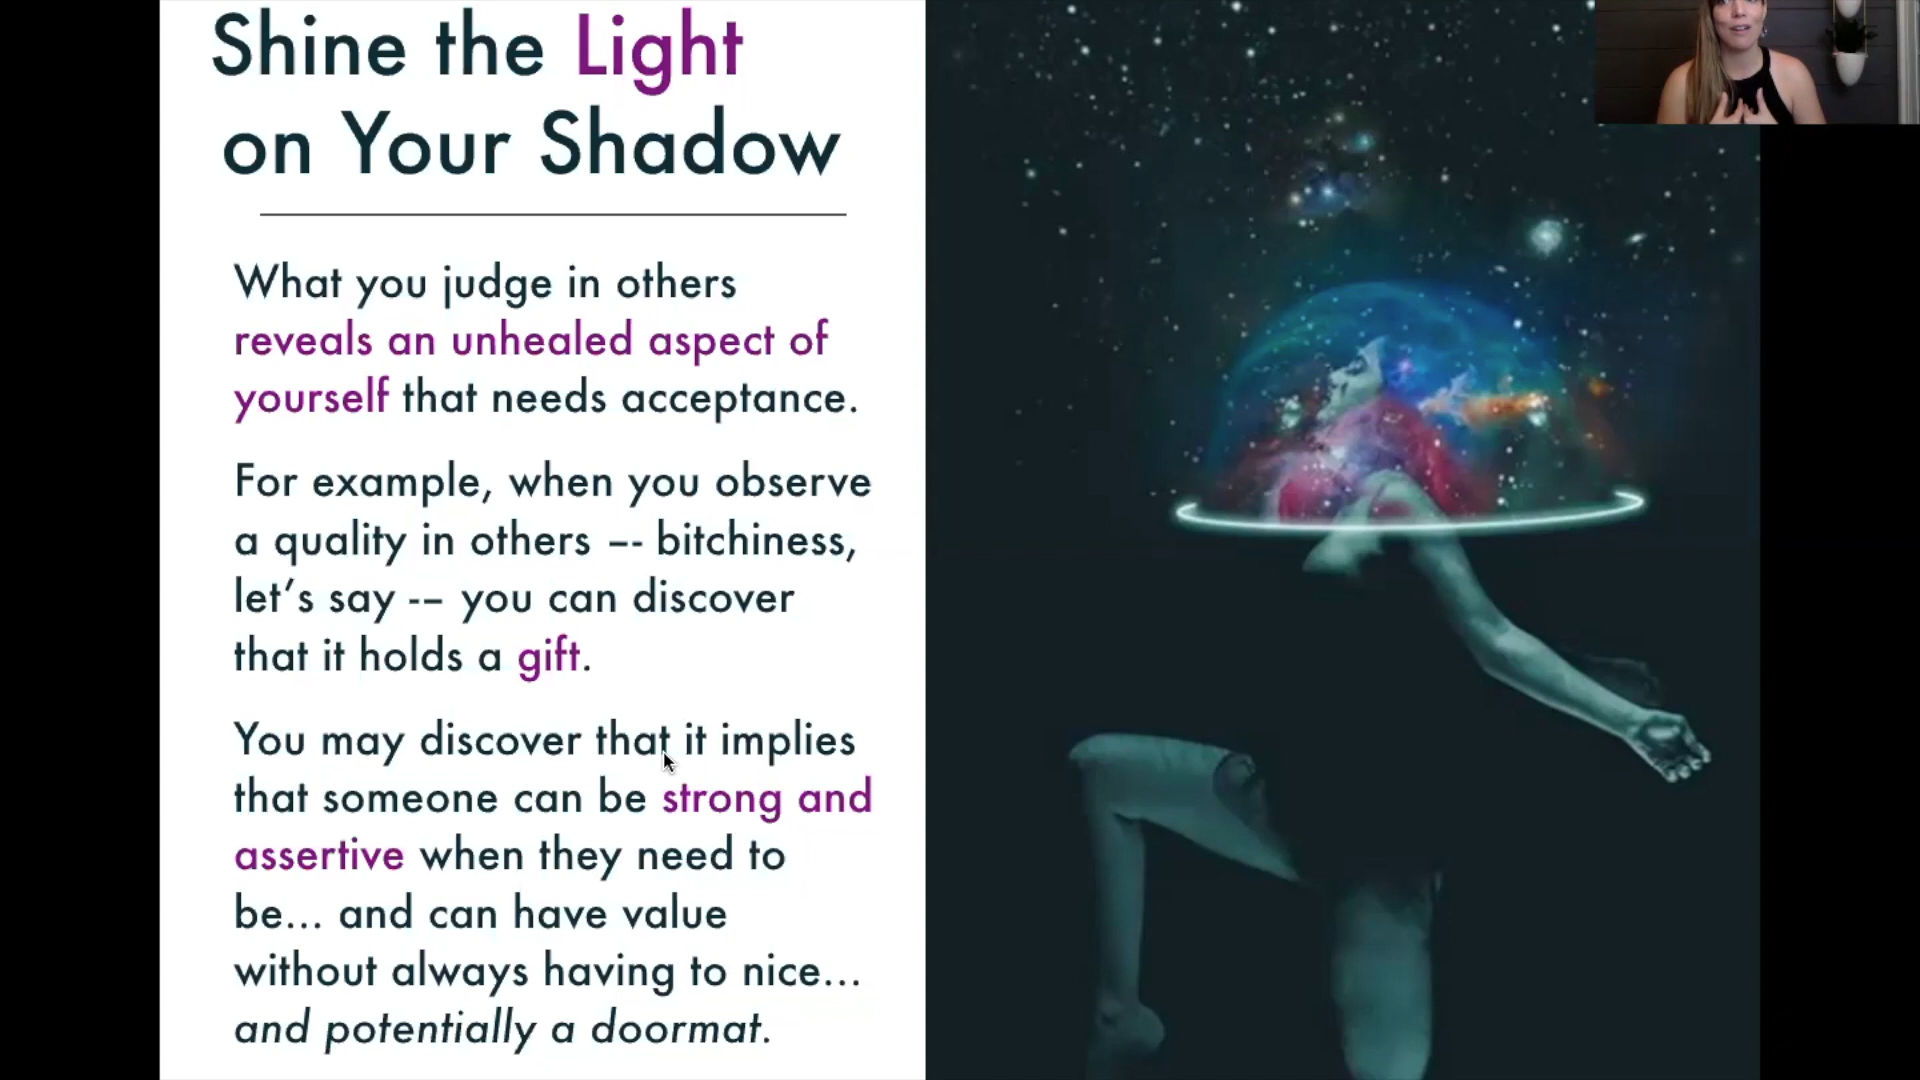 Shine the Light
on Your Shadow
What you judge in others
reveals an unhealed aspect of
yourself that needs acceptance.
For example, when you observe
a quality in others –- bitchiness,
let’s say -– you can discover
that it holds a gift.
You may discover that it implies
that someone can be strong and
assertive when they need to
be... and can have value
without always having to nice...
and potentially a doormat.